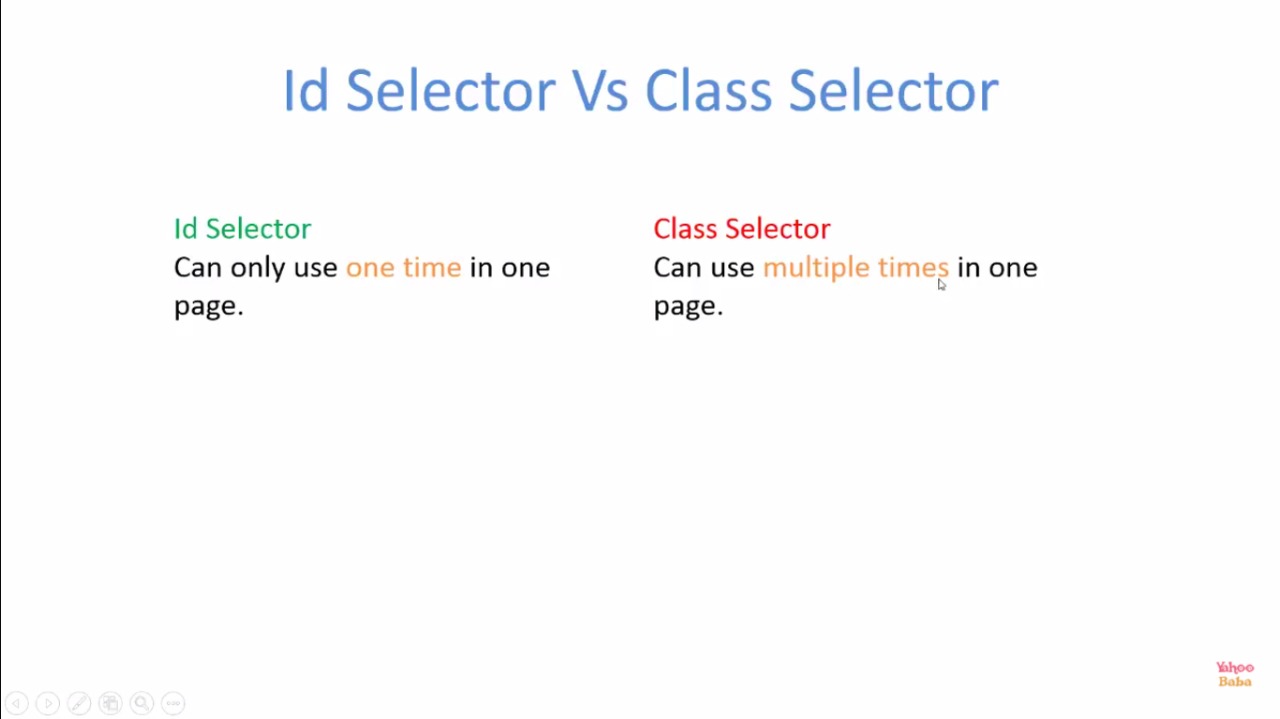 Id Selector Vs Class Selector
Id Selector
Can only use one time in one
page.
Class Selector
Can use multiple times in one
page.
Yahoo
Baba